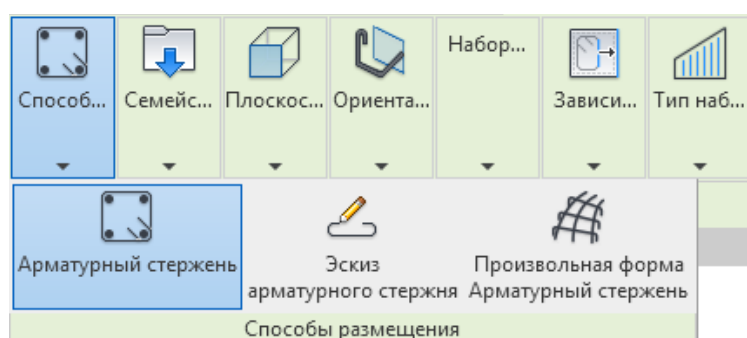 Способ... Семейс... Плоскос... Ориента... Набор... Зависи... Тип наб...
Арматурный стержень
Эскиз
арматурного стержня
Произвольная форма
Арматурный стержень
Способы размещения